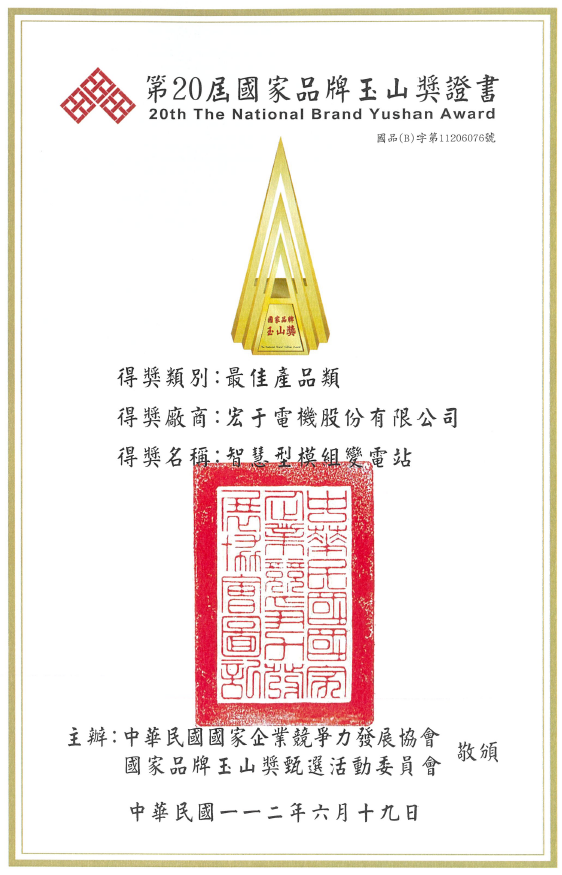 第20屆國家品牌玉山獎證書
20th The National Brand Yushan Award
國品(B)字第11206076號
國家品牌
玉山獎
The National Brand Yushan Award
得獎類別：最佳產品類
得獎廠商：宏于電機股份有限公司
得獎名稱：智慧型模組變電站
中華民國國家
企業競爭力發
展協會圖記
主辦：中華民國國家企業競爭力發展協會
國家品牌玉山獎甄選活動委員會
敬頒
中華民國一一二年六月十九日